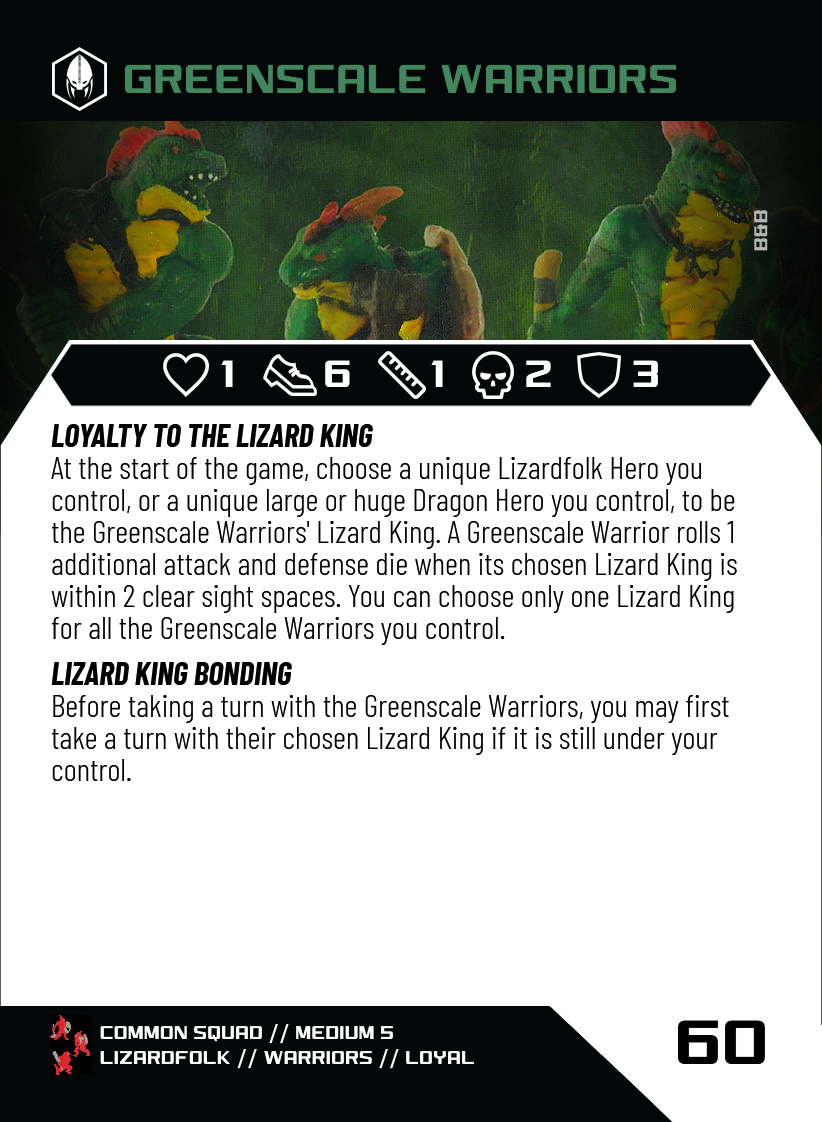 GREENSCALE WARRIORS
B&B
1 6 1 2 3
LOYALTY TO THE LIZARD KING
At the start of the game, choose a unique Lizardfolk Hero you
control, or a unique large or huge Dragon Hero you control, to be
the Greenscale Warriors' Lizard King. A Greenscale Warrior rolls 1
additional attack and defense die when its chosen Lizard King is
within 2 clear sight spaces. You can choose only one Lizard King
for all the Greenscale Warriors you control.
LIZARD KING BONDING
Before taking a turn with the Greenscale Warriors, you may first
take a turn with their chosen Lizard King if it is still under your
control.
COMMON SQUAD // MEDIUM 5
LIZARDFOLK // WARRIORS // LOYAL
60